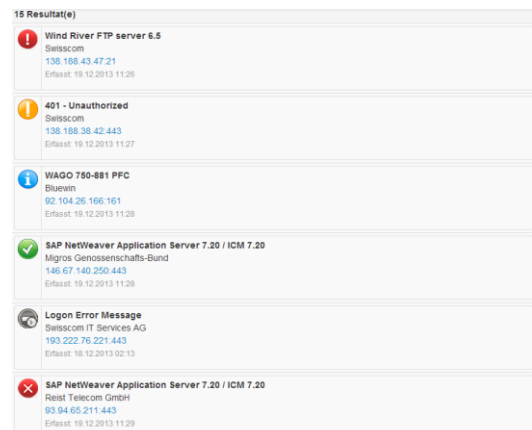 15 Resultat(e)
Wind River FTP server 6.5
Swisscom
138.188.43.47:21
Erfasst: 19.12.2013 11:26
401 - Unauthorized
Swisscom
138.188.38.42:443
Erfasst: 19.12.2013 11:27
WAGO 750-881 PFC
Bluewin
92.104.26.166:161
Erfasst: 19.12.2013 11:28
SAP NetWeaver Application Server 7.20 / ICM 7.20
Migros Genossenschafts-Bund
146.67.140.250:443
Erfasst: 19.12.2013 11:28
Logon Error Message
Swisscom IT Services AG
193.222.76.221:443
Erfasst: 18.12.2013 02:13
SAP NetWeaver Application Server 7.20 / ICM 7.20
Reist Telecom GmbH
93.94.65.211:443
Erfasst: 19.12.2013 11:29